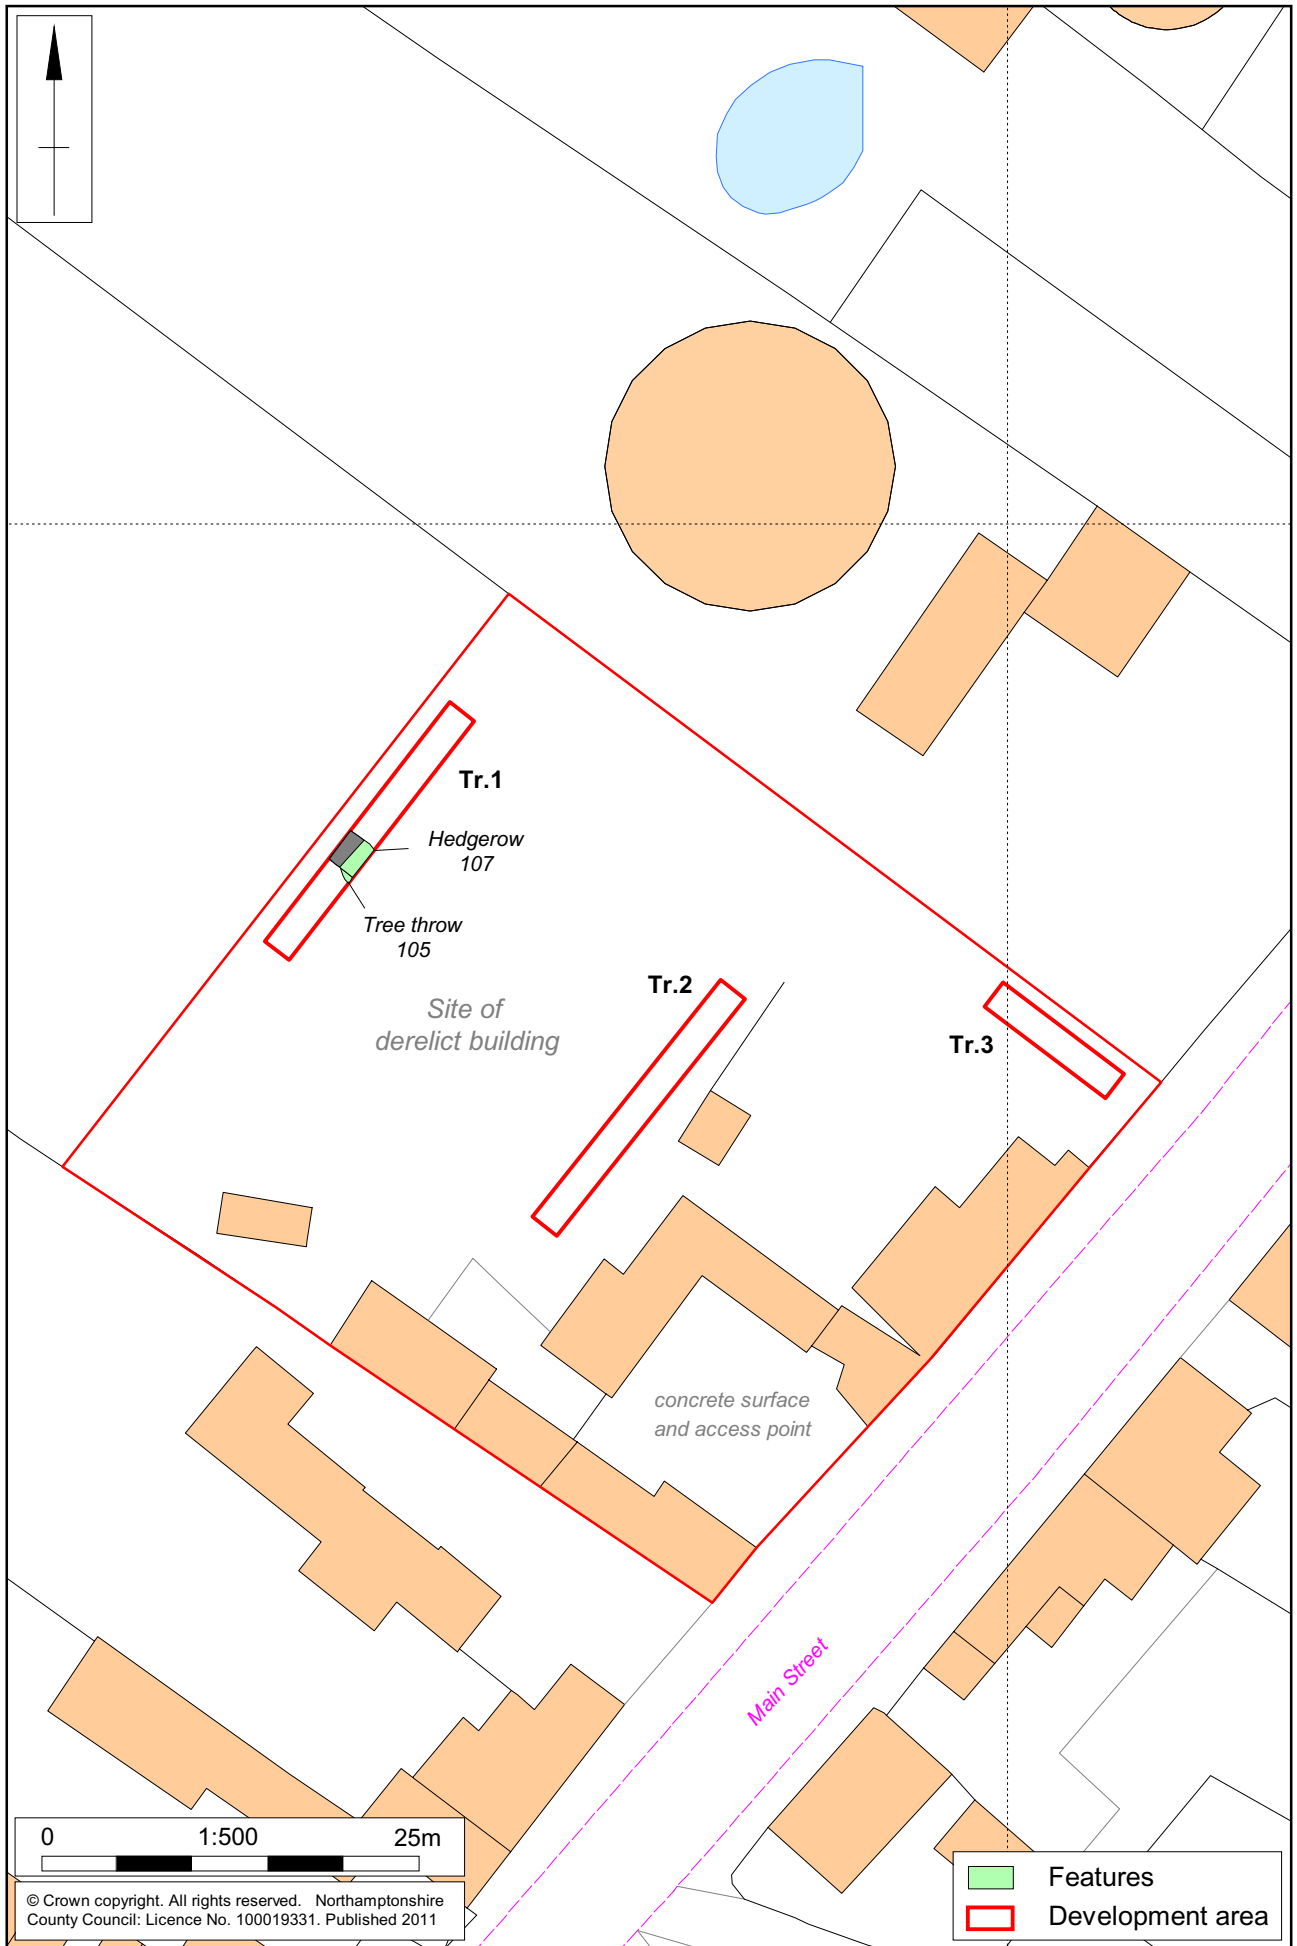 Tr.1
Hedgerow
107
Tree throw
105
Site of
derelict building
Tr.2
Tr.3
concrete surface
and access point
Main Street
0 1:500 25m
© Crown copyright. All rights reserved. Northamptonshire
County Council: Licence No. 100019331. Published 2011
Features
Development area